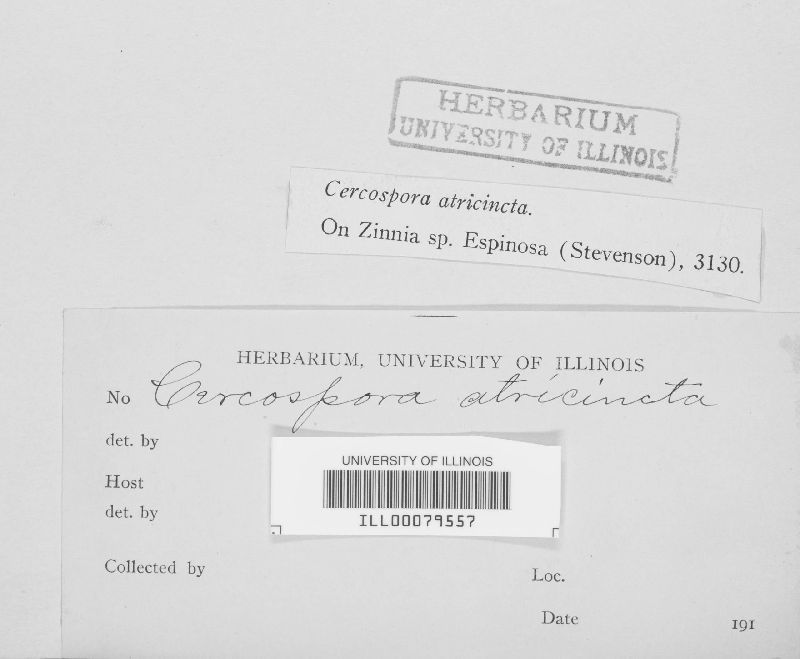 HERBARIUM
UNIVERSITY OF ILLINOIS
Cercospora atricincta.
On Zinnia sp. Espinosa (Stevenson), 3130.
HERBARIUM, UNIVERSITY OF ILLINOIS
No Cercospora atricincta
det. by
UNIVERSITY OF ILLINOIS
ILL00079557
Host
det. by
Collected by
Loc.
Date 191